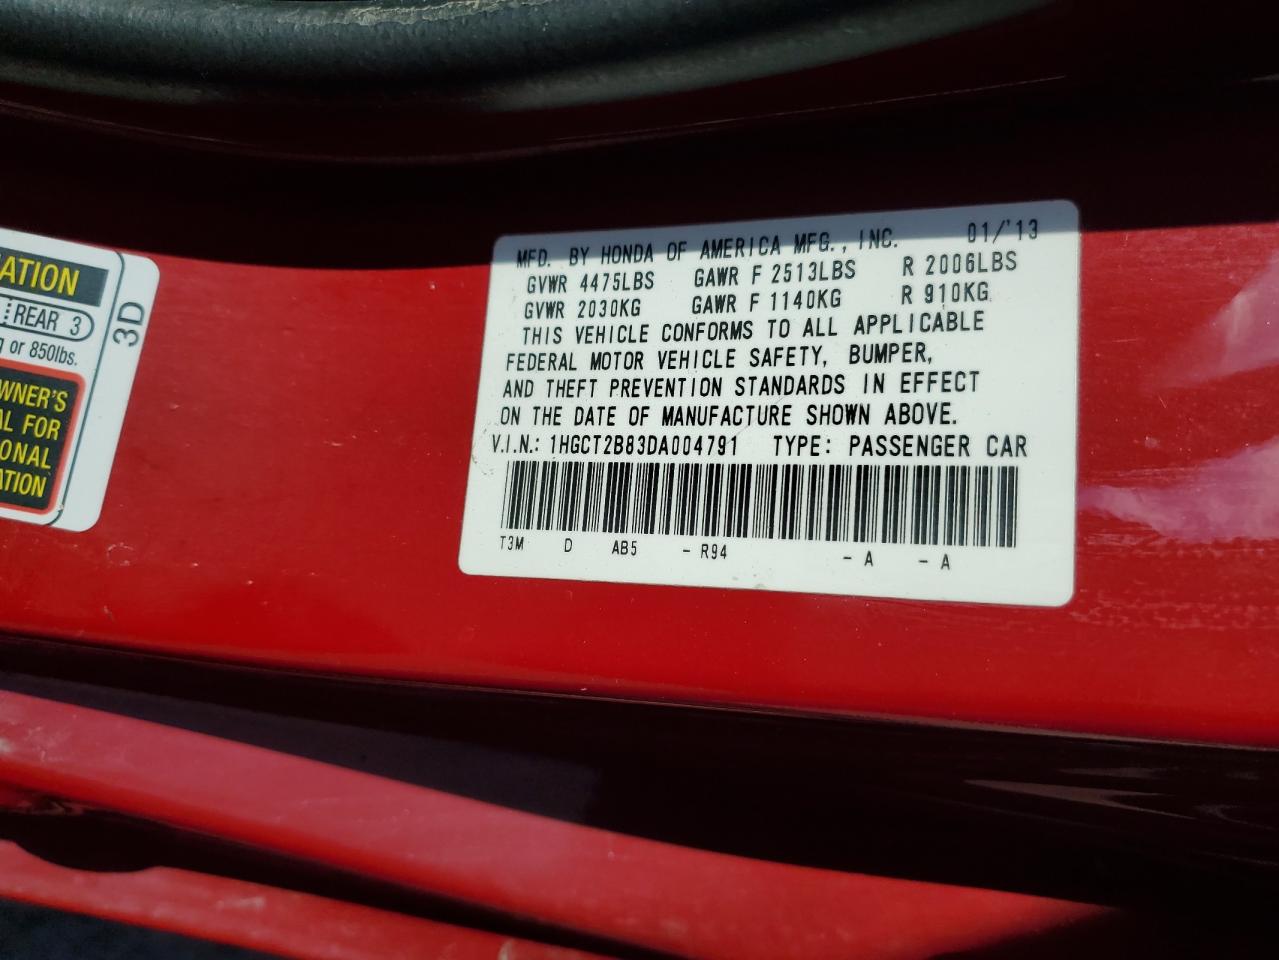 ATION
REAR 3
g or 850lbs.
3D
WNER'S
AL FOR
IONAL
ATION
MFD. BY HONDA OF AMERICA MFG., INC. 01/'13
GVWR 4475LBS GAWR F 2513LBS R 2006LBS
GVWR 2030KG GAWR F 1140KG R 910KG
THIS VEHICLE CONFORMS TO ALL APPLICABLE
FEDERAL MOTOR VEHICLE SAFETY, BUMPER,
AND THEFT PREVENTION STANDARDS IN EFFECT
ON THE DATE OF MANUFACTURE SHOWN ABOVE.
V.I.N.: 1HGCT2B83DA004791 TYPE: PASSENGER CAR
T3M D AB5 - R94 - A - A